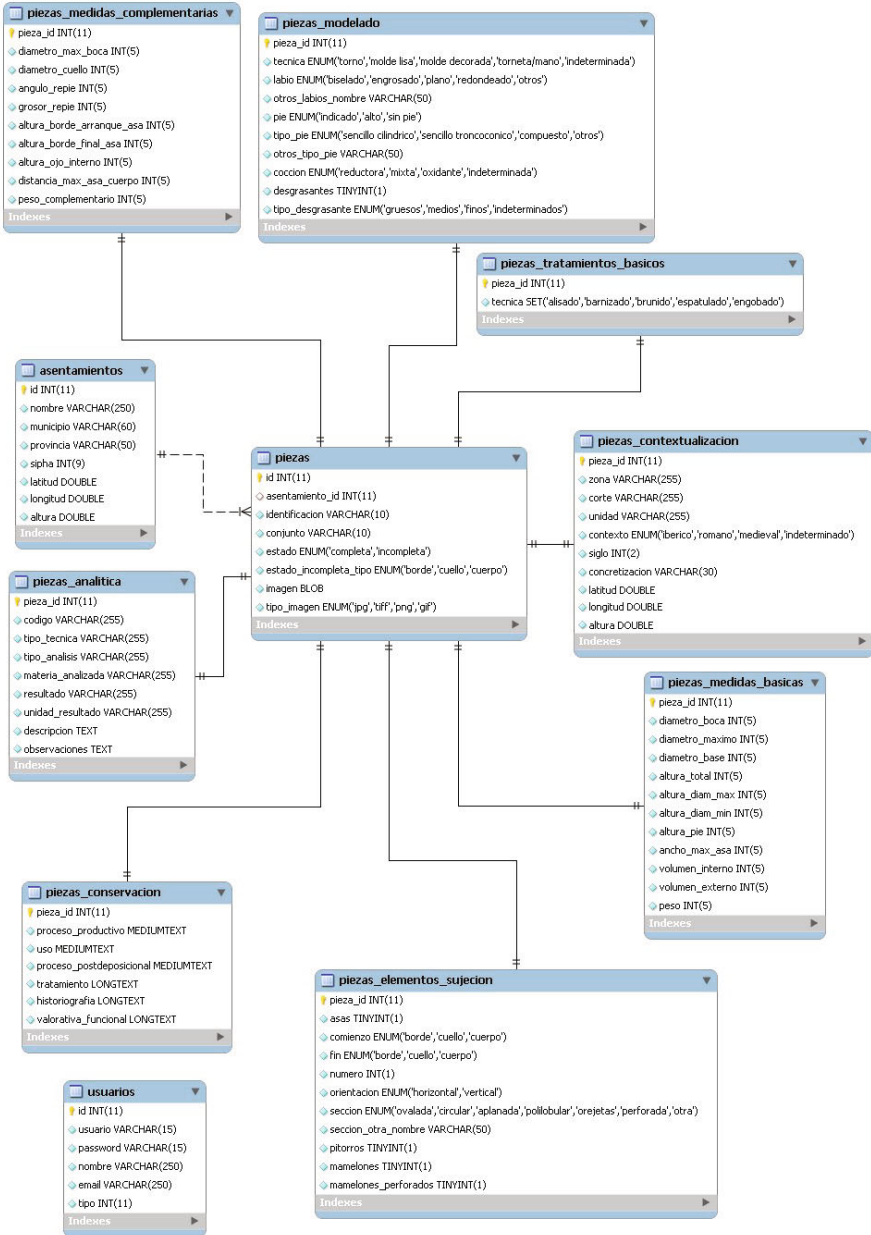 piezas_medidas_complementarias
pieza_id INT(11)
diametro_max_boca INT(5)
diametro_cuello INT(5)
angulo_repie INT(5)
grosor_repie INT(5)
altura_borde_arranque_asa INT(5)
altura_borde_final_asa INT(5)
altura_ojo_interno INT(5)
distancia_max_asa_cuerpo INT(5)
peso_complementario INT(5)
Indexes
piezas_modelado
pieza_id INT(11)
tecnica ENUM('torno','molde lisa','molde decorada','torneta/mano','indeterminada')
labio ENUM('biselado','engrosado','plano','redondeado','otros')
otros_labios_nombre VARCHAR(50)
pie ENUM('indicado','alto','sin pie')
tipo_pie ENUM('sencillo cilindrico','sencillo troncoconico','compuesto','otros')
otros_tipo_pie VARCHAR(50)
coccion ENUM('reductora','mixta','oxidante','indeterminada')
desgrasantes TINYINT(1)
tipo_desgrasante ENUM('gruesos','medios','finos','indeterminados')
Indexes
piezas_tratamientos_basicos
pieza_id INT(11)
tecnica SET('alisado','barnizado','brunido','espatulado','engobado')
Indexes
asentamientos
id INT(11)
nombre VARCHAR(250)
municipio VARCHAR(60)
provincia VARCHAR(50)
sipha INT(9)
latitud DOUBLE
longitud DOUBLE
altura DOUBLE
Indexes
piezas
id INT(11)
asentamiento_id INT(11)
identificacion VARCHAR(10)
conjunto VARCHAR(10)
estado ENUM('completa','incompleta')
estado_incompleta_tipo ENUM('borde','cuello','cuerpo')
imagen BLOB
tipo_imagen ENUM('jpg','tiff','png','gif')
Indexes
piezas_contextualizacion
pieza_id INT(11)
zona VARCHAR(255)
corte VARCHAR(255)
unidad VARCHAR(255)
contexto ENUM('iberico','romano','medieval','indeterminado')
siglo INT(2)
concretizacion VARCHAR(30)
latitud DOUBLE
longitud DOUBLE
altura DOUBLE
Indexes
piezas_analitica
pieza_id INT(11)
codigo VARCHAR(255)
tipo_tecnica VARCHAR(255)
tipo_analisis VARCHAR(255)
materia_analizada VARCHAR(255)
resultado VARCHAR(255)
unidad_resultado VARCHAR(255)
descripcion TEXT
observaciones TEXT
Indexes
piezas_medidas_basicas
pieza_id INT(11)
diametro_boca INT(5)
diametro_maximo INT(5)
diametro_base INT(5)
altura_total INT(5)
altura_diam_max INT(5)
altura_diam_min INT(5)
altura_pie INT(5)
ancho_max_asa INT(5)
volumen_interno INT(5)
volumen_externo INT(5)
peso INT(5)
Indexes
piezas_conservacion
pieza_id INT(11)
proceso_productivo MEDIUMTEXT
uso MEDIUMTEXT
proceso_postdeposicional MEDIUMTEXT
tratamiento LONGTEXT
historiografia LONGTEXT
valorativa_funcional LONGTEXT
Indexes
piezas_elementos_sujecion
pieza_id INT(11)
asas TINYINT(1)
comienzo ENUM('borde','cuello','cuerpo')
fin ENUM('borde','cuello','cuerpo')
numero INT(1)
orientacion ENUM('horizontal','vertical')
seccion ENUM('ovalada','circular','aplanada','polilobular','orejetas','perforada','otra')
seccion_otra_nombre VARCHAR(50)
pitorros TINYINT(1)
mamelones TINYINT(1)
mamelones_perforados TINYINT(1)
Indexes
usuarios
id INT(11)
usuario VARCHAR(15)
password VARCHAR(15)
nombre VARCHAR(250)
email VARCHAR(250)
tipo INT(11)
Indexes